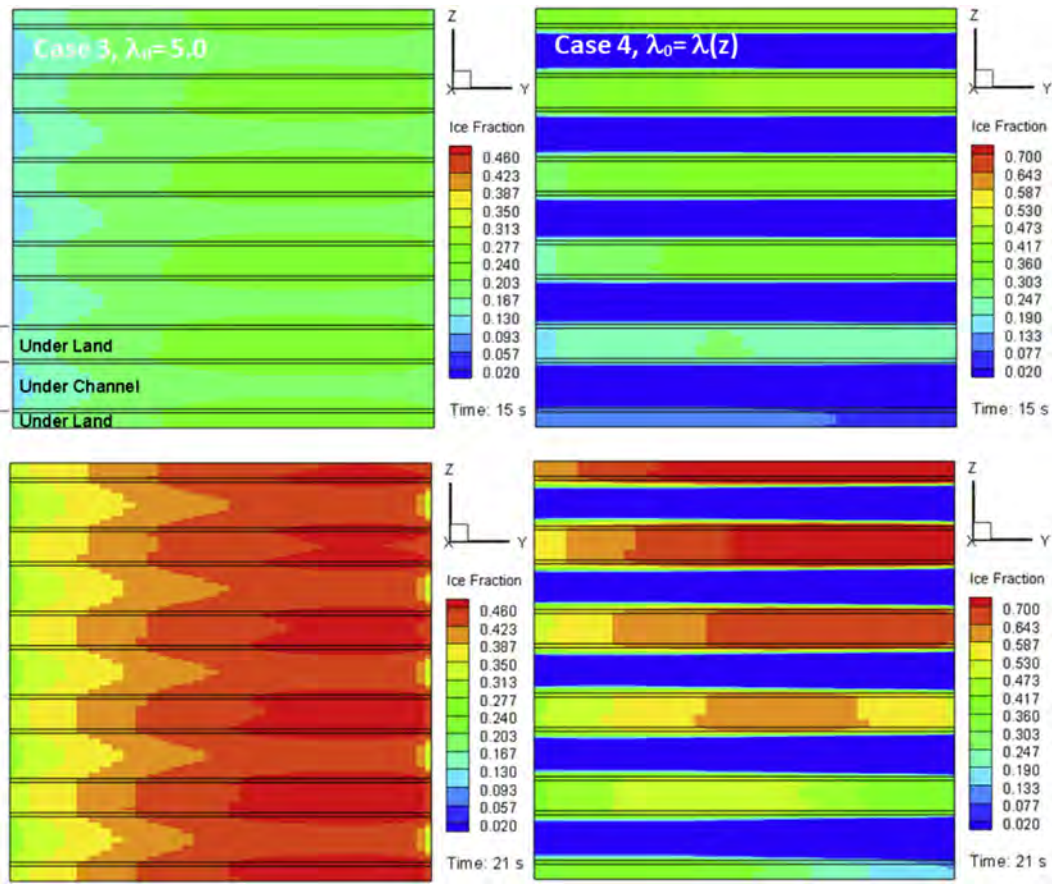 Case 3, λ₀= 5.0
Z
X
Y
Ice Fraction
0.460
0.423
0.387
0.350
0.313
0.277
0.240
0.203
0.167
0.130
0.093
0.057
0.020
Time: 15 s
Under Land
Under Channel
Under Land
Case 4, λ₀= λ(z)
Z
X
Y
Ice Fraction
0.700
0.643
0.587
0.530
0.473
0.417
0.360
0.303
0.247
0.190
0.133
0.077
0.020
Time: 15 s
Z
X
Y
Ice Fraction
0.460
0.423
0.387
0.350
0.313
0.277
0.240
0.203
0.167
0.130
0.093
0.057
0.020
Time: 21 s
Z
X
Y
Ice Fraction
0.700
0.643
0.587
0.530
0.473
0.417
0.360
0.303
0.247
0.190
0.133
0.077
0.020
Time: 21 s